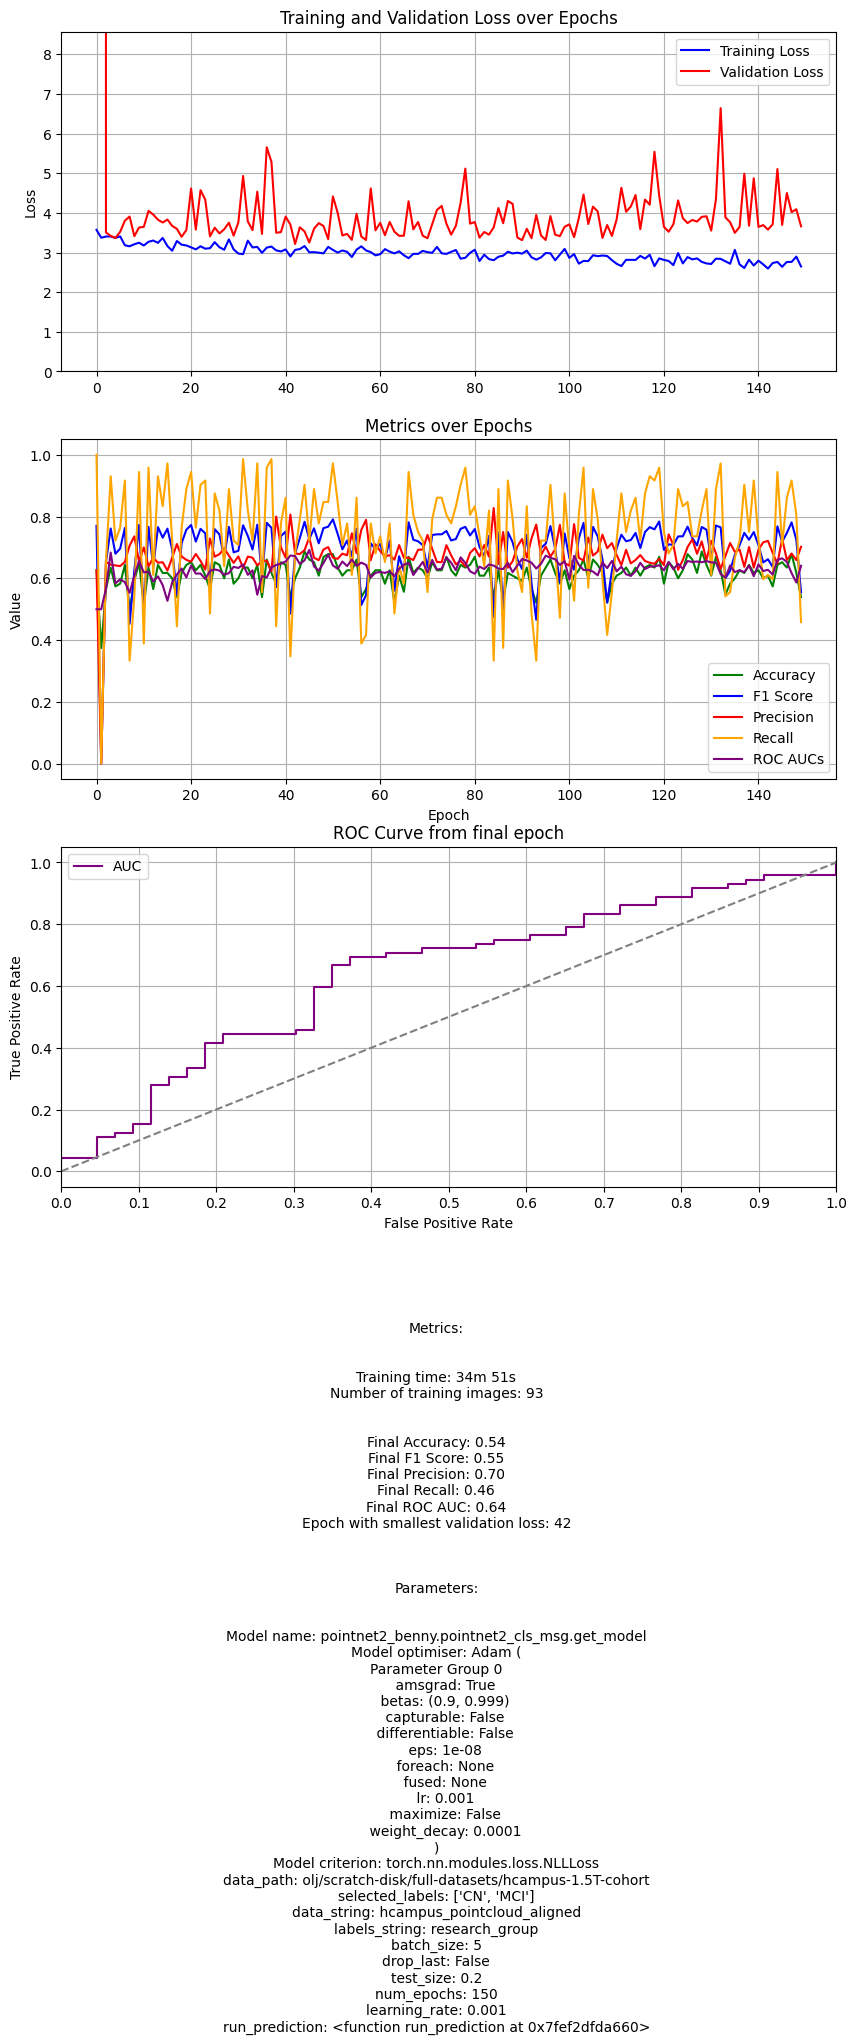 Training and Validation Loss over Epochs
Training Loss
Validation Loss
Loss
8
7
6
5
4
3
2
1
0
0 20 40 60 80 100 120 140
Metrics over Epochs
Value
1.0
0.8
0.6
0.4
0.2
0.0
Accuracy
F1 Score
Precision
Recall
ROC AUCs
0 20 40 60 80 100 120 140
Epoch
ROC Curve from final epoch
AUC
True Positive Rate
1.0
0.8
0.6
0.4
0.2
0.0
0.0 0.1 0.2 0.3 0.4 0.5 0.6 0.7 0.8 0.9 1.0
False Positive Rate
Metrics:
Training time: 34m 51s
Number of training images: 93
Final Accuracy: 0.54
Final F1 Score: 0.55
Final Precision: 0.70
Final Recall: 0.46
Final ROC AUC: 0.64
Epoch with smallest validation loss: 42
Parameters:
Model name: pointnet2_benny.pointnet2_cls_msg.get_model
Model optimiser: Adam (
Parameter Group 0
amsgrad: True
betas: (0.9, 0.999)
capturable: False
differentiable: False
eps: 1e-08
foreach: None
fused: None
lr: 0.001
maximize: False
weight_decay: 0.0001
)
Model criterion: torch.nn.modules.loss.NLLLoss
data_path: olj/scratch-disk/full-datasets/hcampus-1.5T-cohort
selected_labels: ['CN', 'MCI']
data_string: hcampus_pointcloud_aligned
labels_string: research_group
batch_size: 5
drop_last: False
test_size: 0.2
num_epochs: 150
learning_rate: 0.001
run_prediction: <function run_prediction at 0x7fef2dfda660>